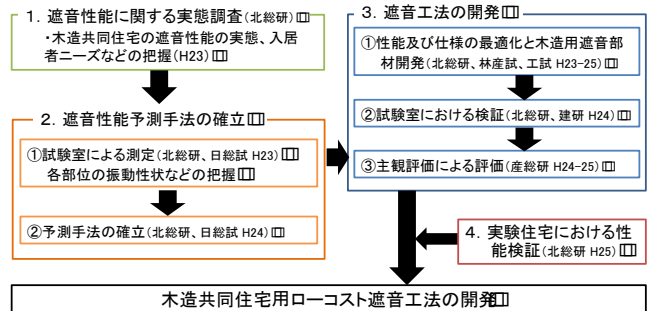 1. 遮音性能に関する実態調査(北総研)
・木造共同住宅の遮音性能の実態、入居
者ニーズなどの把握(H23)
2. 遮音性能予測手法の確立
①試験室による測定(北総研、日総試 H23)
各部位の振動性状などの把握
②予測手法の確立(北総研、日総試 H24)
3. 遮音工法の開発
①性能及び仕様の最適化と木造用遮音部
材開発(北総研、林産試、工試 H23-25)
②試験室における検証(北総研、建研 H24)
③主観評価による評価(産総研 H24-25)
4. 実験住宅における性
能検証(北総研 H25)
木造共同住宅用ローコスト遮音工法の開発